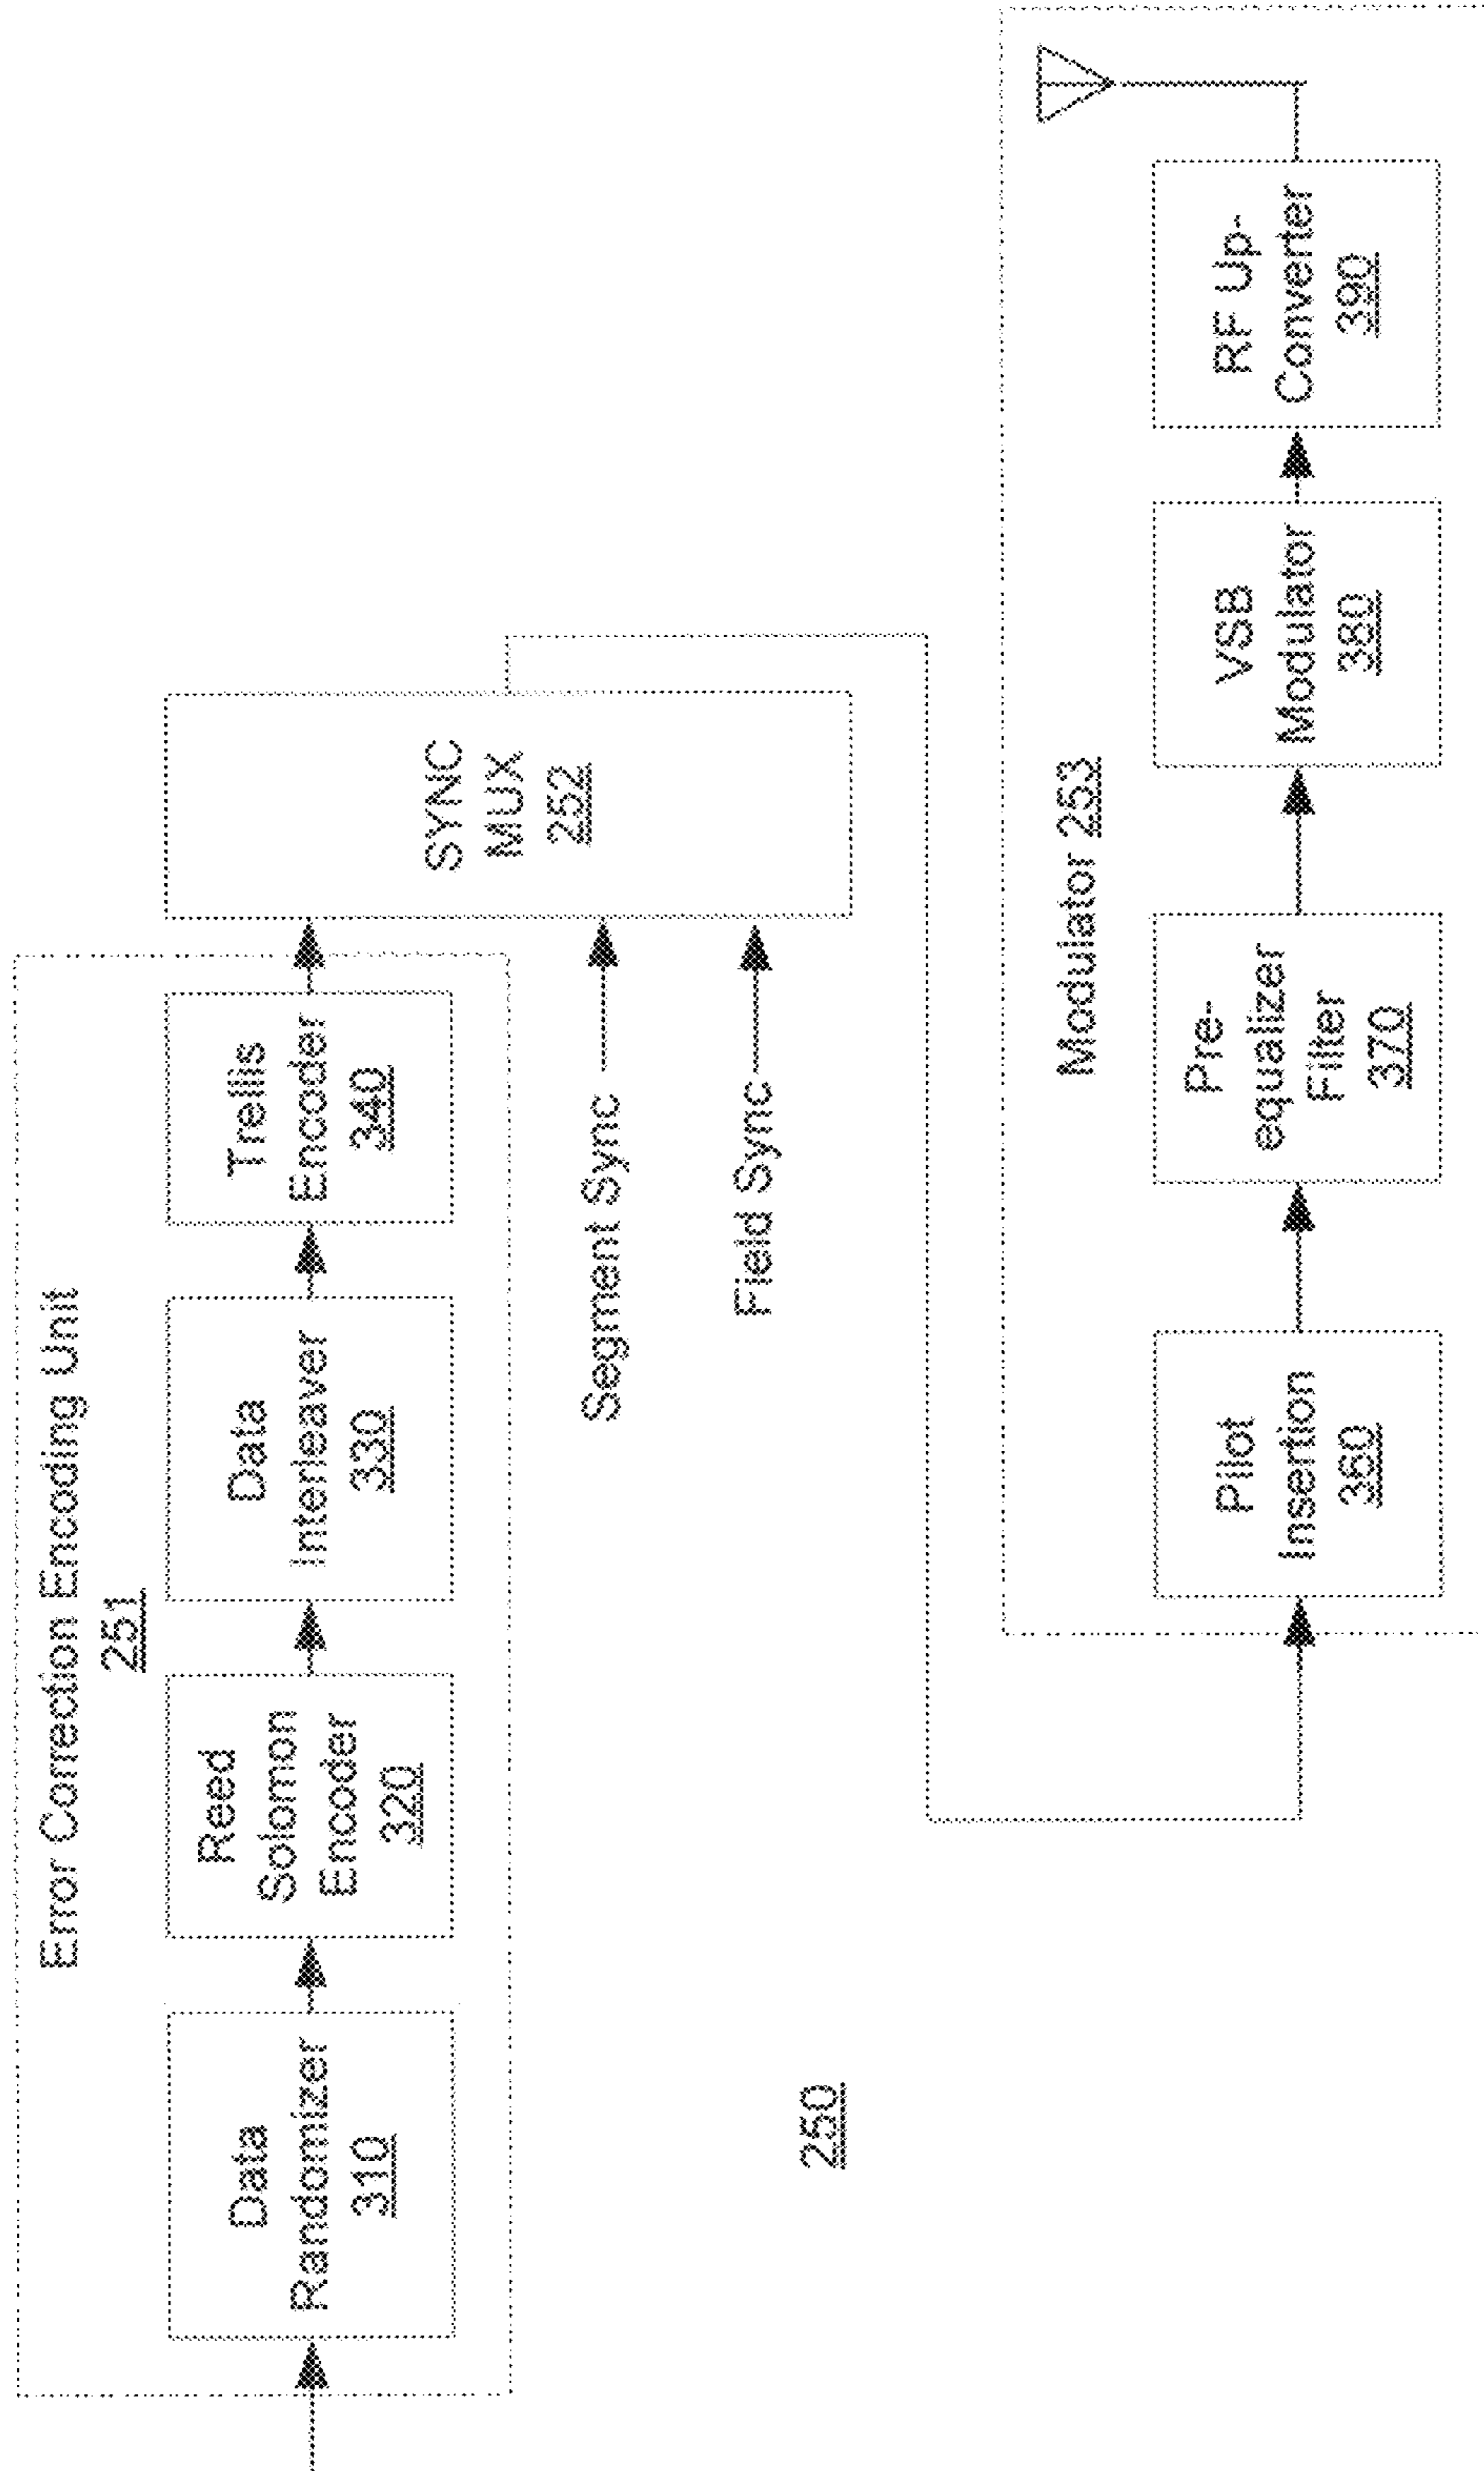 Error Correction Encoding Unit
251
Data
Randomizer
310
Reed
Solomon
Encoder
320
Data
Interleaver
330
Trellis
Encoder
340
SYNC
MUX
252
Segment Sync
Field Sync
250
Modulator 253
Pilot
Insertion
360
Pre-
equalizer
Filter
370
VSB
Modulator
380
RF Up-
Converter
390